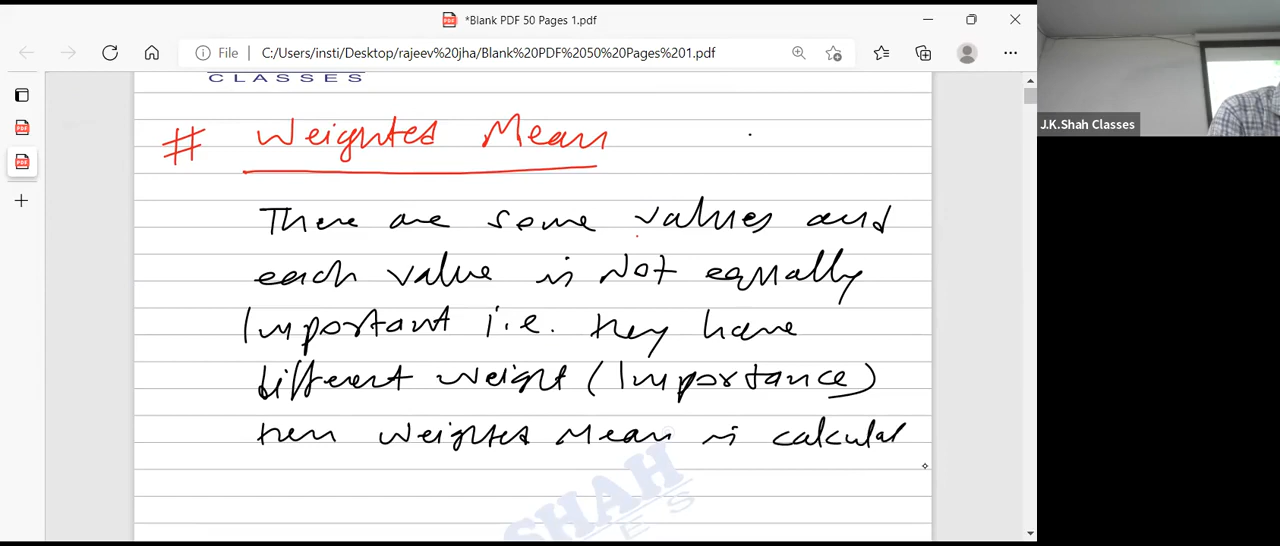 *Blank PDF 50 Pages 1.pdf
File C:/Users/insti/Desktop/rajeev%20jha/Blank%20PDF%2050%20Pages%201.pdf
CLASSES
J.K.Shah Classes
# Weighted Mean
There are some values and
each value is Not equally
Important i.e. they have
different weight (Importance)
then weighted Mean is calculat
SHAH
ES